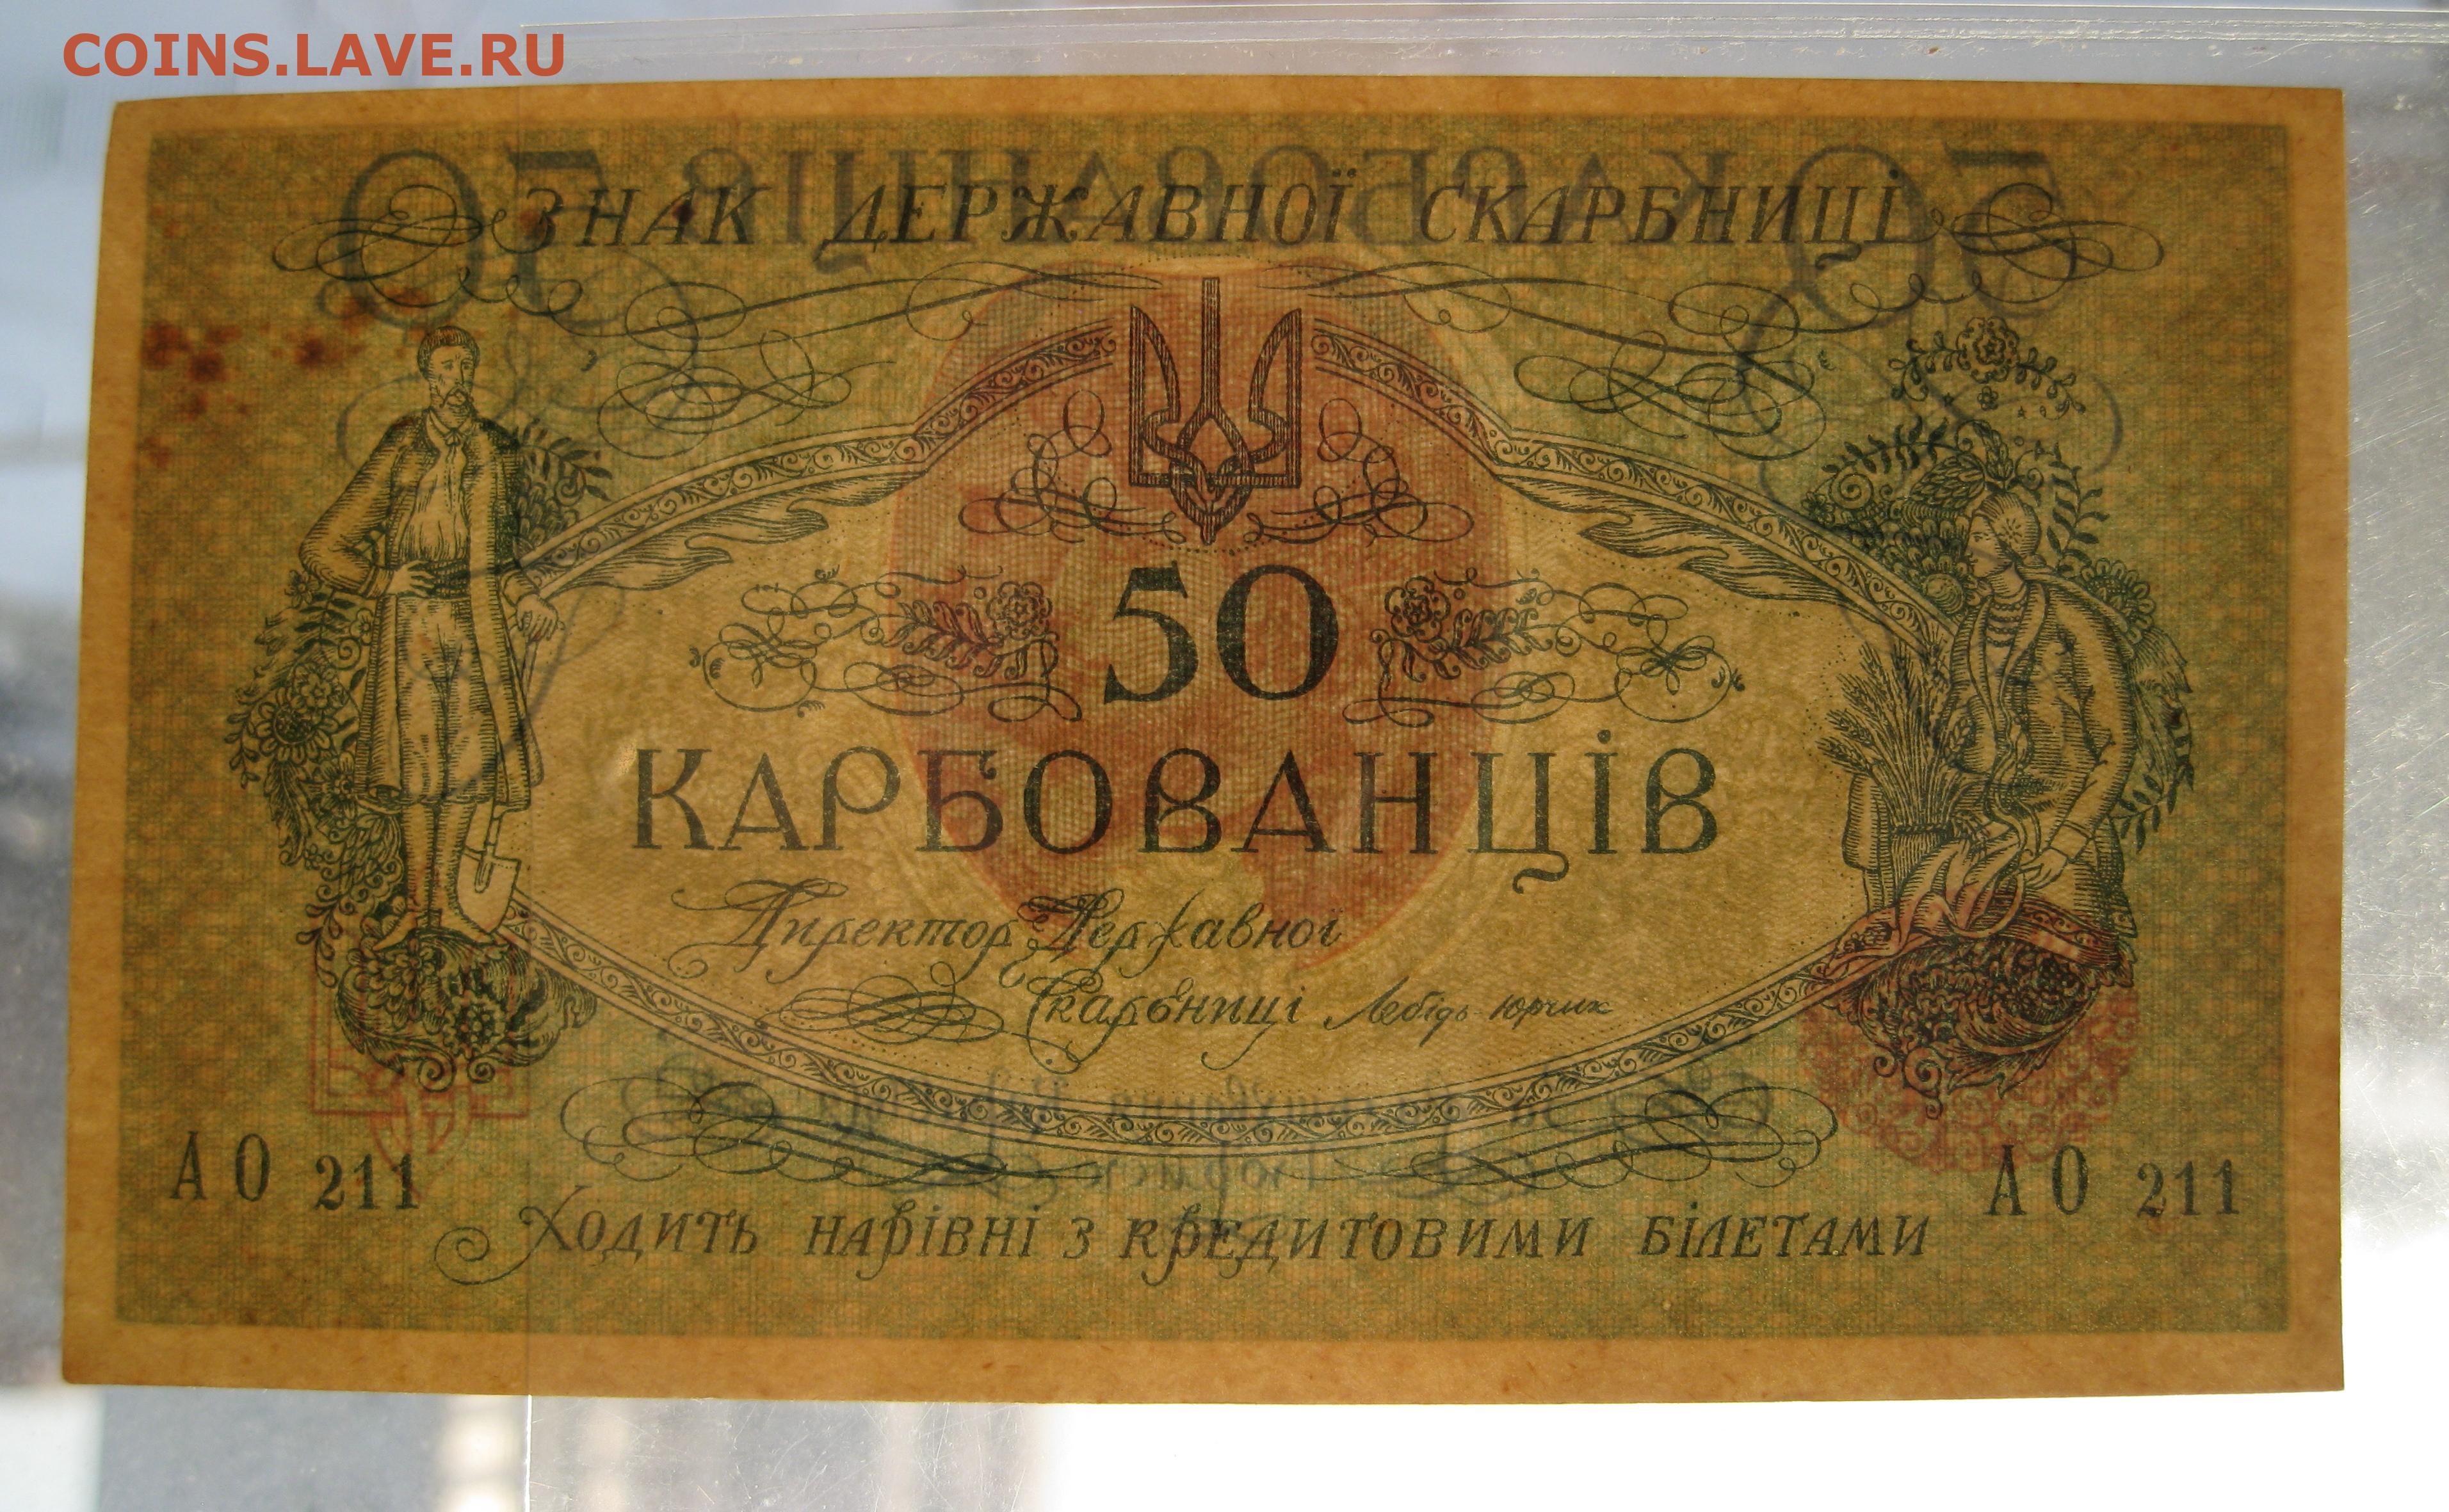 COINS.LAVE.RU
ЗНАК ДЕРЖАВНОЇ СКАРБНИЦІ
50
КАРБОВАНЦІВ
Директор Державної
Скарбниці Лебідь Юрчик
АО 211 АО 211
Ходить нарівні з кредитовими білетами